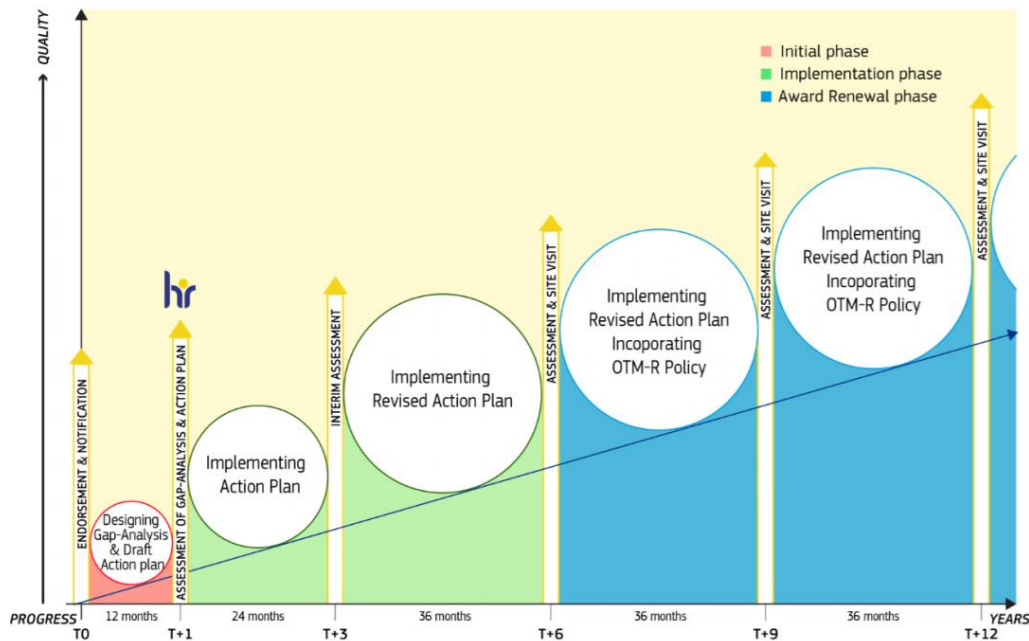 QUALITY
Initial phase
Implementation phase
Award Renewal phase
ENDORSEMENT & NOTIFICATION
Designing
Gap-Analysis
& Draft
Action plan
hr
ASSESSMENT OF GAP-ANALYSIS & ACTION PLAN
Implementing
Action Plan
INTERIM ASSESSMENT
Implementing
Revised Action Plan
ASSESSMENT & SITE VISIT
Implementing
Revised Action Plan
Incoporating
OTM-R Policy
ASSESSMENT & SITE VISIT
Implementing
Revised Action Plan
Incoporating
OTM-R Policy
ASSESSMENT & SITE VISIT
PROGRESS
12 months
24 months
36 months
36 months
36 months
YEARS
T0
T+1
T+3
T+6
T+9
T+12